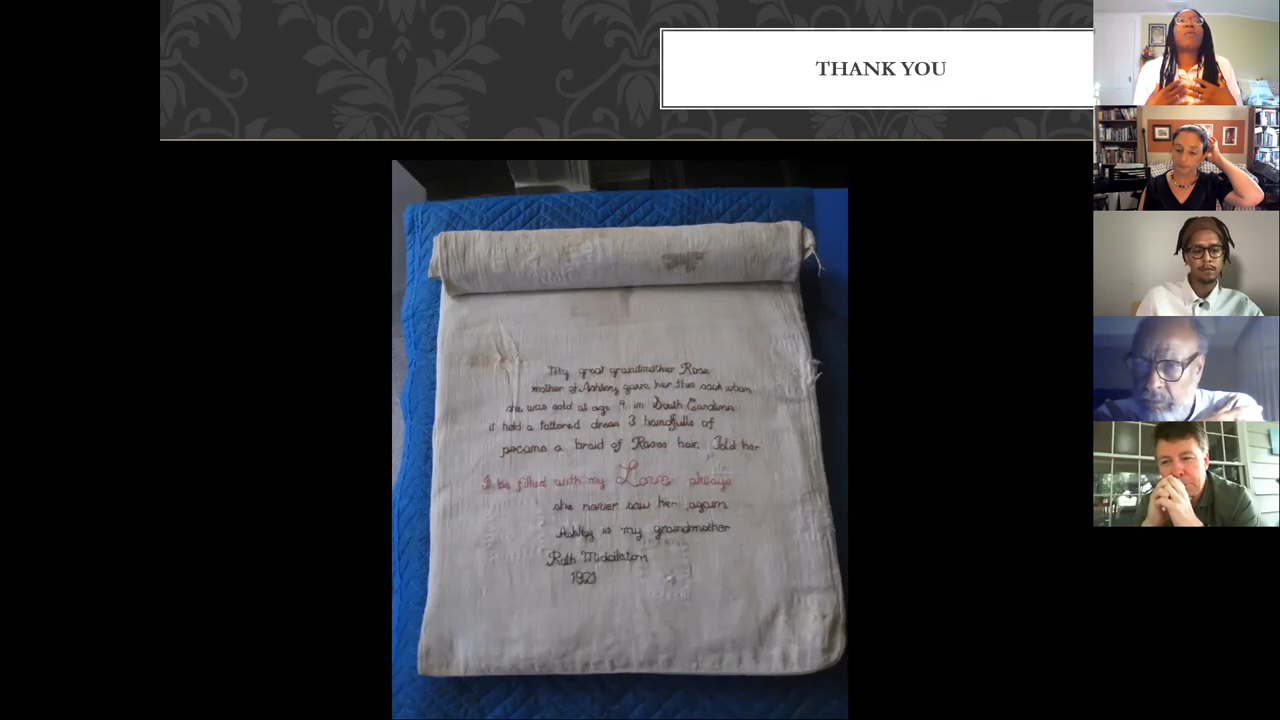 THANK YOU
My great grandmother Rose
mother of Ashley gave her this sack when
she was sold at age 9 in South Carolina
it held a tattered dress 3 handfulls of
pecans a braid of Roses hair. Told her
It be filled with my Love always
she never saw her again
Ashley is my grandmother
Ruth Middleton
1921